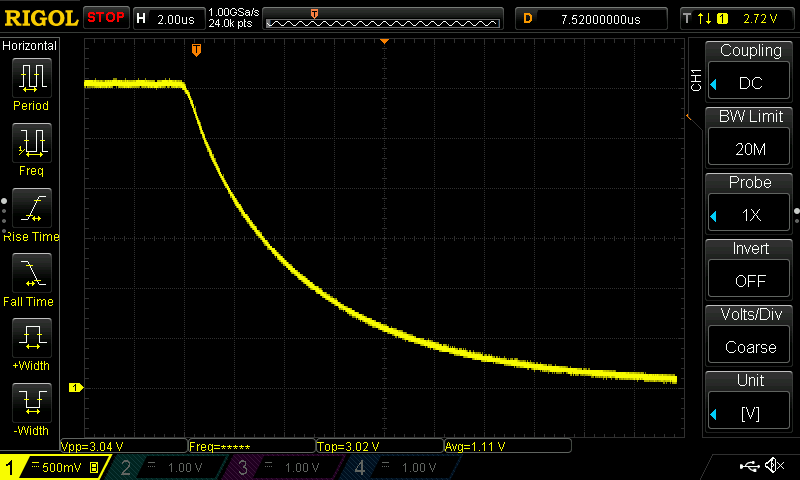 RIGOL STOP H 2.00us 1.00GSa/s 24.0k pts T D 7.52000000us T 1 2.72 V
Horizontal
Period
Freq
Rise Time
Fall Time
+Width
-Width
T
1
CH1
Coupling
DC
BW Limit
20M
Probe
1X
Invert
OFF
Volts/Div
Coarse
Unit
[V]
Vpp=3.04 V Freq=***** Top=3.02 V Avg=1.11 V
1 500mV B 2 1.00 V 3 1.00 V 4 1.00 V